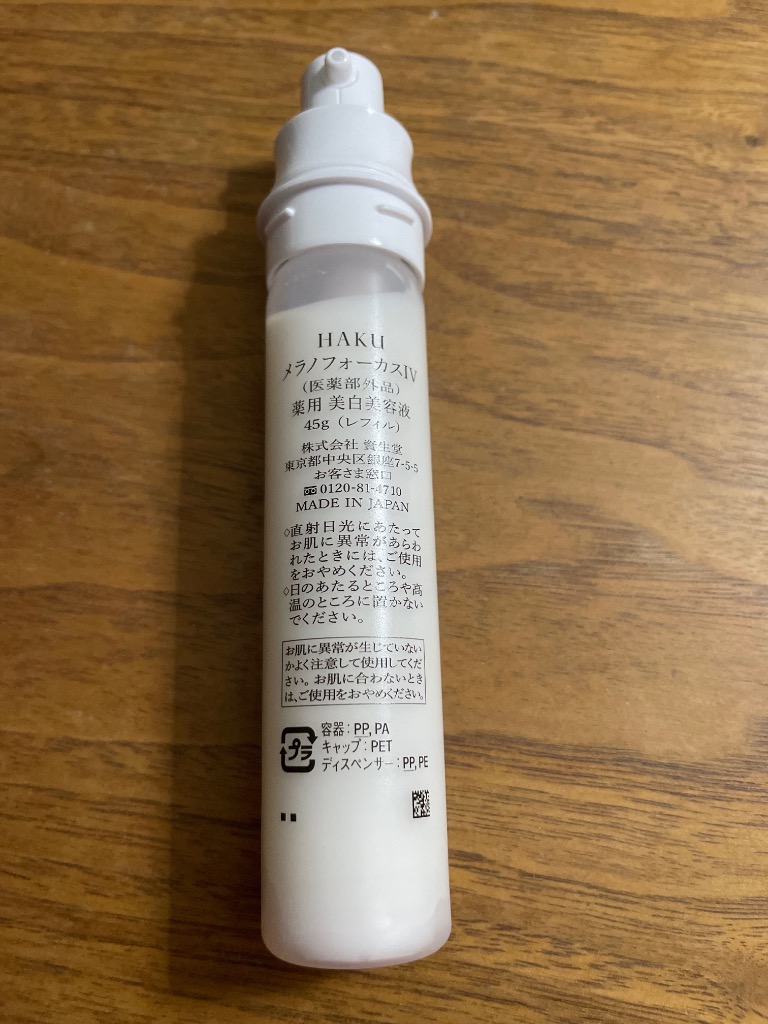 HAKU
メラノフォーカスIV
（医薬部外品）
薬用 美白美容液
45g（レフィル）
株式会社 資生堂
東京都中央区銀座7-5-5
お客さま窓口
0120-81-4710
MADE IN JAPAN
◇直射日光にあたって
お肌に異常があらわ
れたときには、ご使用
をおやめください。
◇日のあたるところや高
温のところに置かない
でください。
お肌に異常が生じていない
かよく注意して使用してくだ
さい。お肌に合わないとき
は、ご使用をおやめください。
プラ
容器：PP, PA
キャップ：PET
ディスペンサー：PP, PE